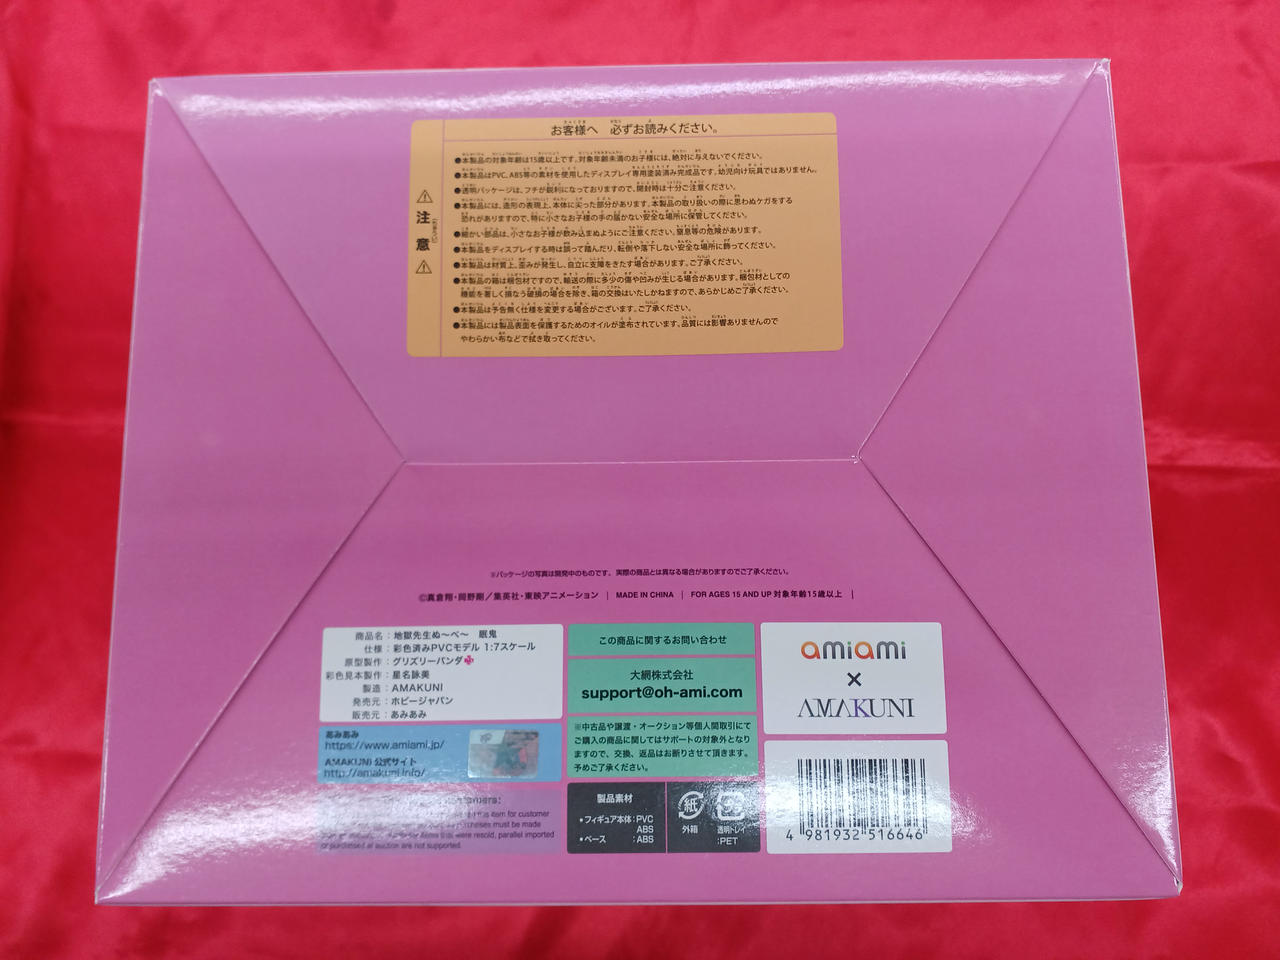 お客様へ 必ずお読みください。
⚠注意⚠
●本製品の対象年齢は15歳以上です。対象年齢未満のお子様には、絶対に与えないでください。
●本製品はPVC、ABS等の素材を使用したディスプレイ専用塗装済み完成品です。幼児向け玩具ではありません。
●透明パッケージは、フチが鋭利になっておりますので、開封時は十分ご注意ください。
●本製品には、造形の表現上、本体に尖った部分があります。本製品の取り扱いの際に思わぬケガをする
恐れがありますので、特に小さなお子様の手の届かない安全な場所に保管してください。
●細かい部品は、小さなお子様が飲み込まぬようにご注意ください。窒息等の危険があります。
●本製品をディスプレイする時は誤って踏んだり、転倒や落下しない安全な場所に飾ってください。
●本製品は材質上、歪みが発生し、自立に支障をきたす場合があります。ご了承ください。
●本製品の箱は梱包材ですので、輸送の際に多少の傷や凹みが生じる場合があります。梱包材としての
機能を著しく損なう破損の場合を除き、箱の交換はいたしかねますので、あらかじめご了承ください。
●本製品は予告無く仕様を変更する場合がございます。ご了承ください。
●本製品には製品表面を保護するためのオイルが塗布されています。品質には影響ありませんので
やわらかい布などで拭き取ってください。
※パッケージの写真は開発中のものです。実際の商品とは異なる場合がありますのでご了承ください。
©真倉翔・岡野剛／集英社・東映アニメーション | MADE IN CHINA | FOR AGES 15 AND UP 対象年齢15歳以上 |
商品名：地獄先生ぬ〜べ〜 眠鬼
仕様：彩色済みPVCモデル 1:7スケール
原型製作：グリズリーパンダ
彩色見本製作：星名詠美
製造：AMAKUNI
発売元：ホビージャパン
販売元：あみあみ
あみあみ
https://www.amiami.jp/
AMAKUNI 公式サイト
http://amakuni.info/
this item for customer
purchases must be made
items that were resold, parallel imported
or purchased at auction are not supported.
この商品に関するお問い合わせ
大網株式会社
support@oh-ami.com
※中古品や譲渡・オークション等個人間取引にて
ご購入の商品に関してはサポートの対象外となり
ますので、交換、返品はお断りさせて頂きます。
予めご了承ください。
製品素材
・フィギュア本体：PVC
ABS
・ベース：ABS
紙
外箱
透明トレイ
:PET
amiami
×
AMAKUNI
4 981932 516646